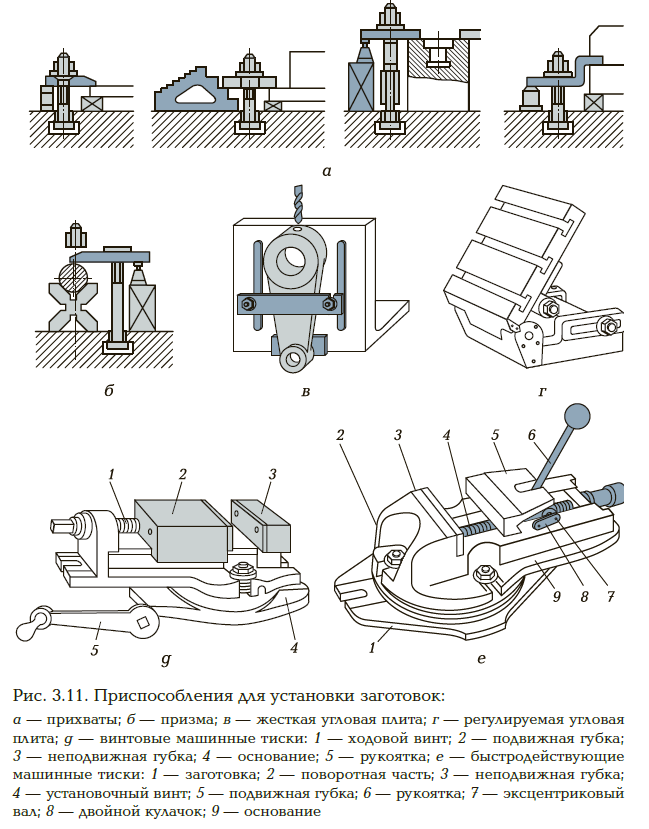 а
б
в
г
1
2
3
4
5
д
2
3
4
5
6
9
8
7
1
е
Рис. 3.11. Приспособления для установки заготовок:
а — прихваты; б — призма; в — жесткая угловая плита; г — регулируемая угловая
плита; д — винтовые машинные тиски: 1 — ходовой винт; 2 — подвижная губка;
3 — неподвижная губка; 4 — основание; 5 — рукоятка; е — быстродействующие
машинные тиски: 1 — заготовка; 2 — поворотная часть; 3 — неподвижная губка;
4 — установочный винт; 5 — подвижная губка; 6 — рукоятка; 7 — эксцентриковый
вал; 8 — двойной кулачок; 9 — основание